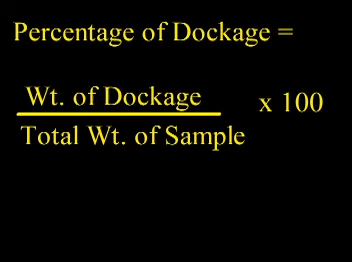 Percentage of Dockage =
Wt. of Dockage
x 100
Total Wt. of Sample